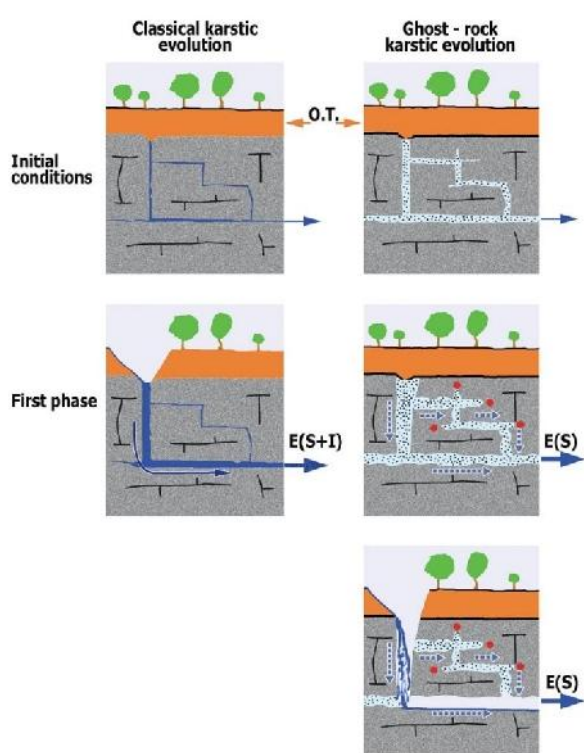 Classical karstic
evolution
Ghost - rock
karstic evolution
O.T.
Initial
conditions
First phase
E(S+I)
E(S)
E(S)